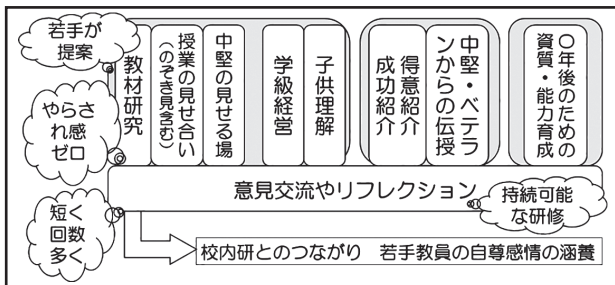 若手が
提案
やらさ
れ感
ゼロ
短く
回数
多く
教材研究
授業の見せ合い
(のぞき見含む)
中堅の見せる場
学級経営
子供理解
得意紹介
成功紹介
中堅・ベテラ
ンからの伝授
〇年後のための
資質・能力育成
意見交流やリフレクション
持続可能
な研修
校内研とのつながり　若手教員の自尊感情の涵養